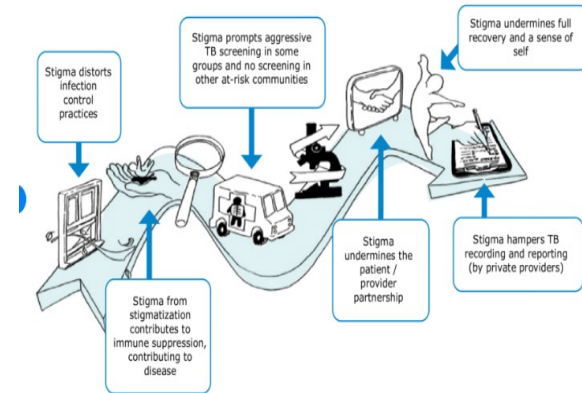 Stigma distorts
infection
control
practices
Stigma from
stigmatization
contributes to
immune suppression,
contributing to
disease
Stigma prompts aggressive
TB screening in some
groups and no screening in
other at-risk communities
Stigma
undermines the
patient /
provider
partnership
Stigma undermines full
recovery and a sense of
self
Stigma hampers TB
recording and reporting
(by private providers)